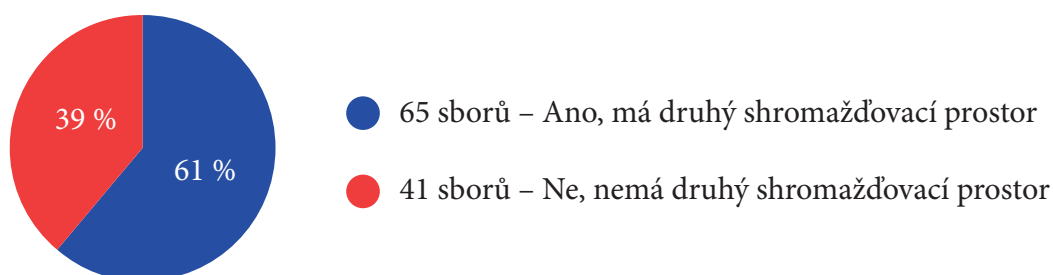 39 %
61 %
65 sborů – Ano, má druhý shromažďovací prostor
41 sborů – Ne, nemá druhý shromažďovací prostor